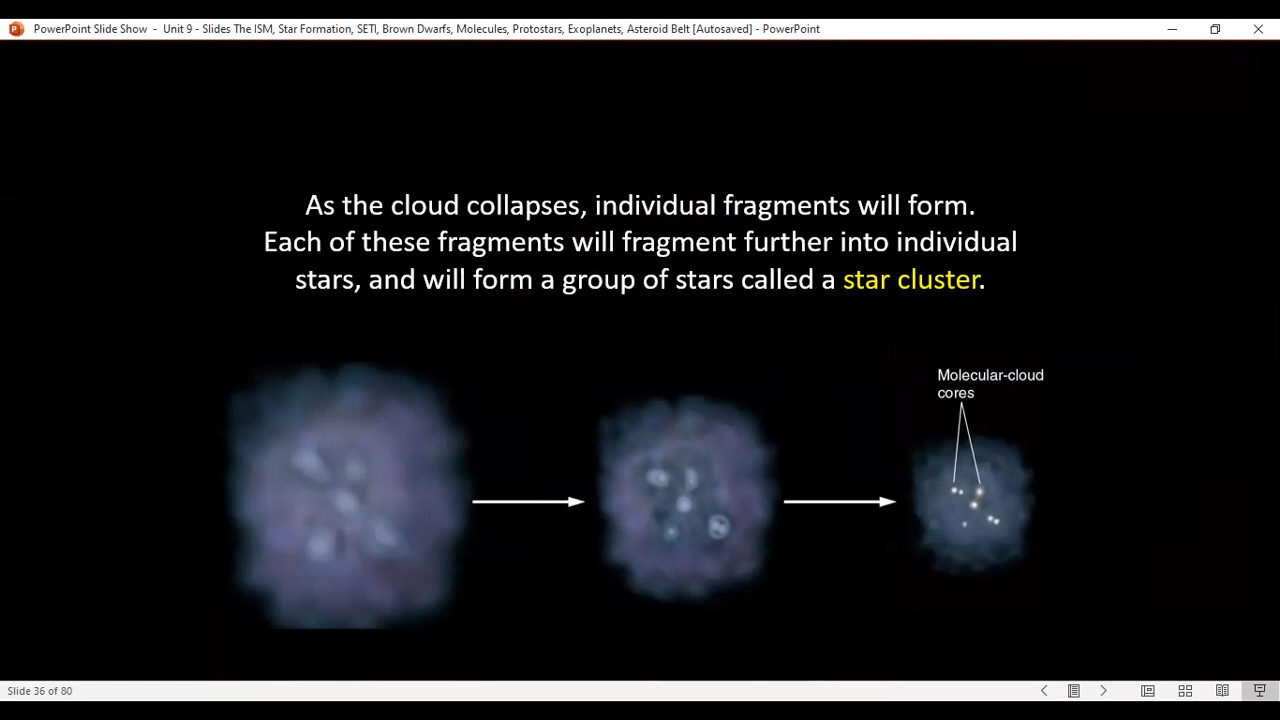 PowerPoint Slide Show - Unit 9 - Slides The ISM, Star Formation, SETI, Brown Dwarfs, Molecules, Protostars, Exoplanets, Asteroid Belt [Autosaved] - PowerPoint
As the cloud collapses, individual fragments will form.
Each of these fragments will fragment further into individual
stars, and will form a group of stars called a star cluster.
Molecular-cloud
cores
Slide 36 of 80